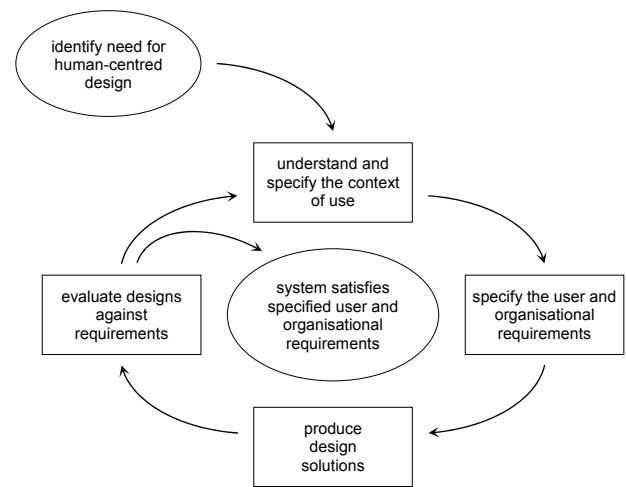 identify need for
human-centred
design
understand and
specify the context
of use
evaluate designs
against
requirements
system satisfies
specified user and
organisational
requirements
specify the user and
organisational
requirements
produce
design
solutions